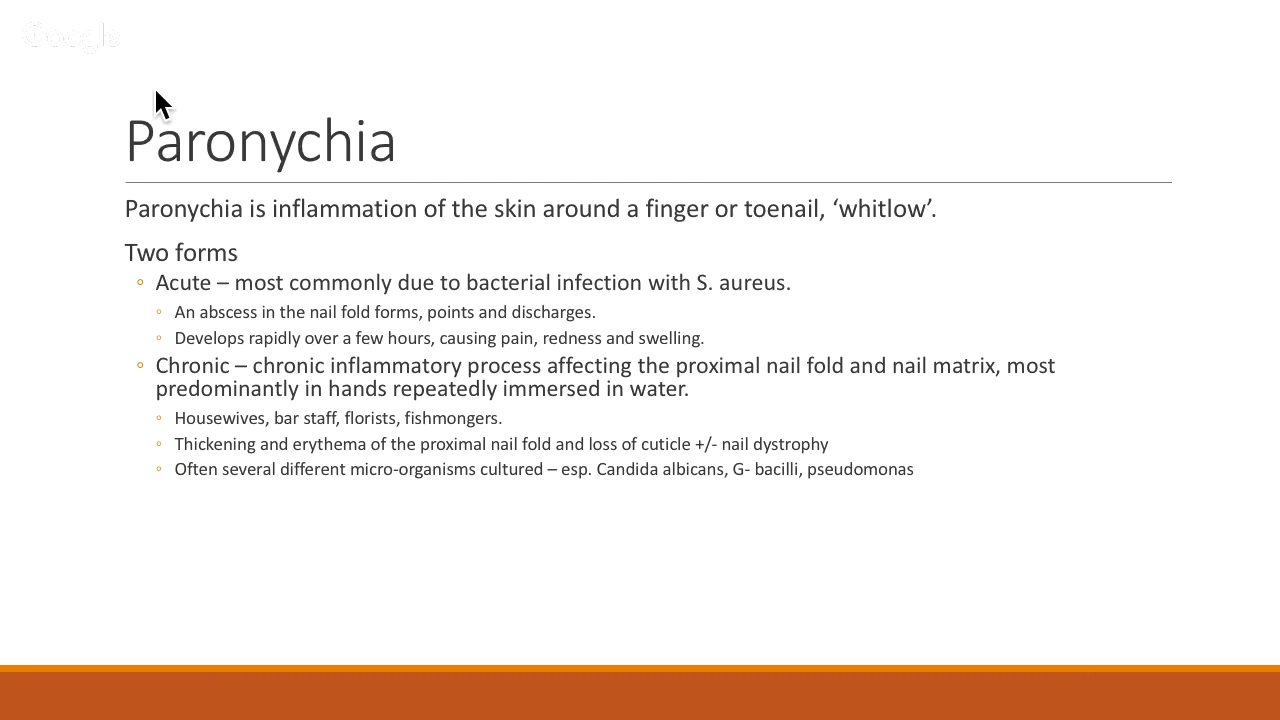 Google
Paronychia
Paronychia is inflammation of the skin around a finger or toenail, ‘whitlow’.
Two forms
◦ Acute – most commonly due to bacterial infection with S. aureus.
◦ An abscess in the nail fold forms, points and discharges.
◦ Develops rapidly over a few hours, causing pain, redness and swelling.
◦ Chronic – chronic inflammatory process affecting the proximal nail fold and nail matrix, most
predominantly in hands repeatedly immersed in water.
◦ Housewives, bar staff, florists, fishmongers.
◦ Thickening and erythema of the proximal nail fold and loss of cuticle +/- nail dystrophy
◦ Often several different micro-organisms cultured – esp. Candida albicans, G- bacilli, pseudomonas